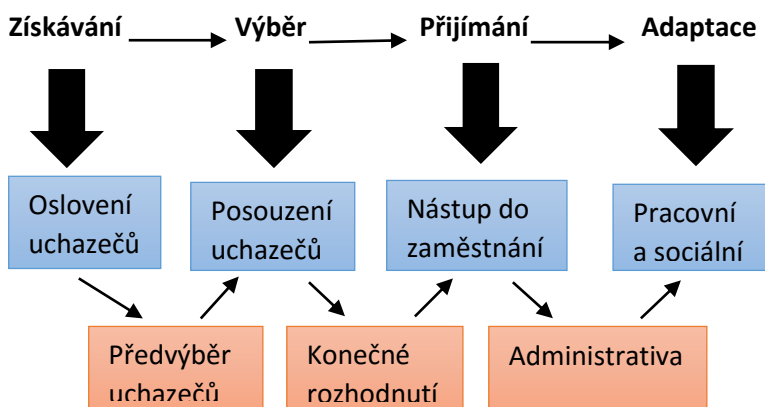 Získávání Výběr Přijímání Adaptace
Oslovení
uchazečů
Posouzení
uchazečů
Nástup do
zaměstnání
Pracovní
a sociální
Předvýběr
uchazečů
Konečné
rozhodnutí
Administrativa